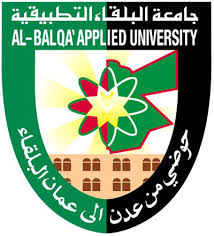 جامعة البلقاء التطبيقية
AL-BALQA' APPLIED UNIVERSITY
حوضي من عدن الى عمان البلقاء